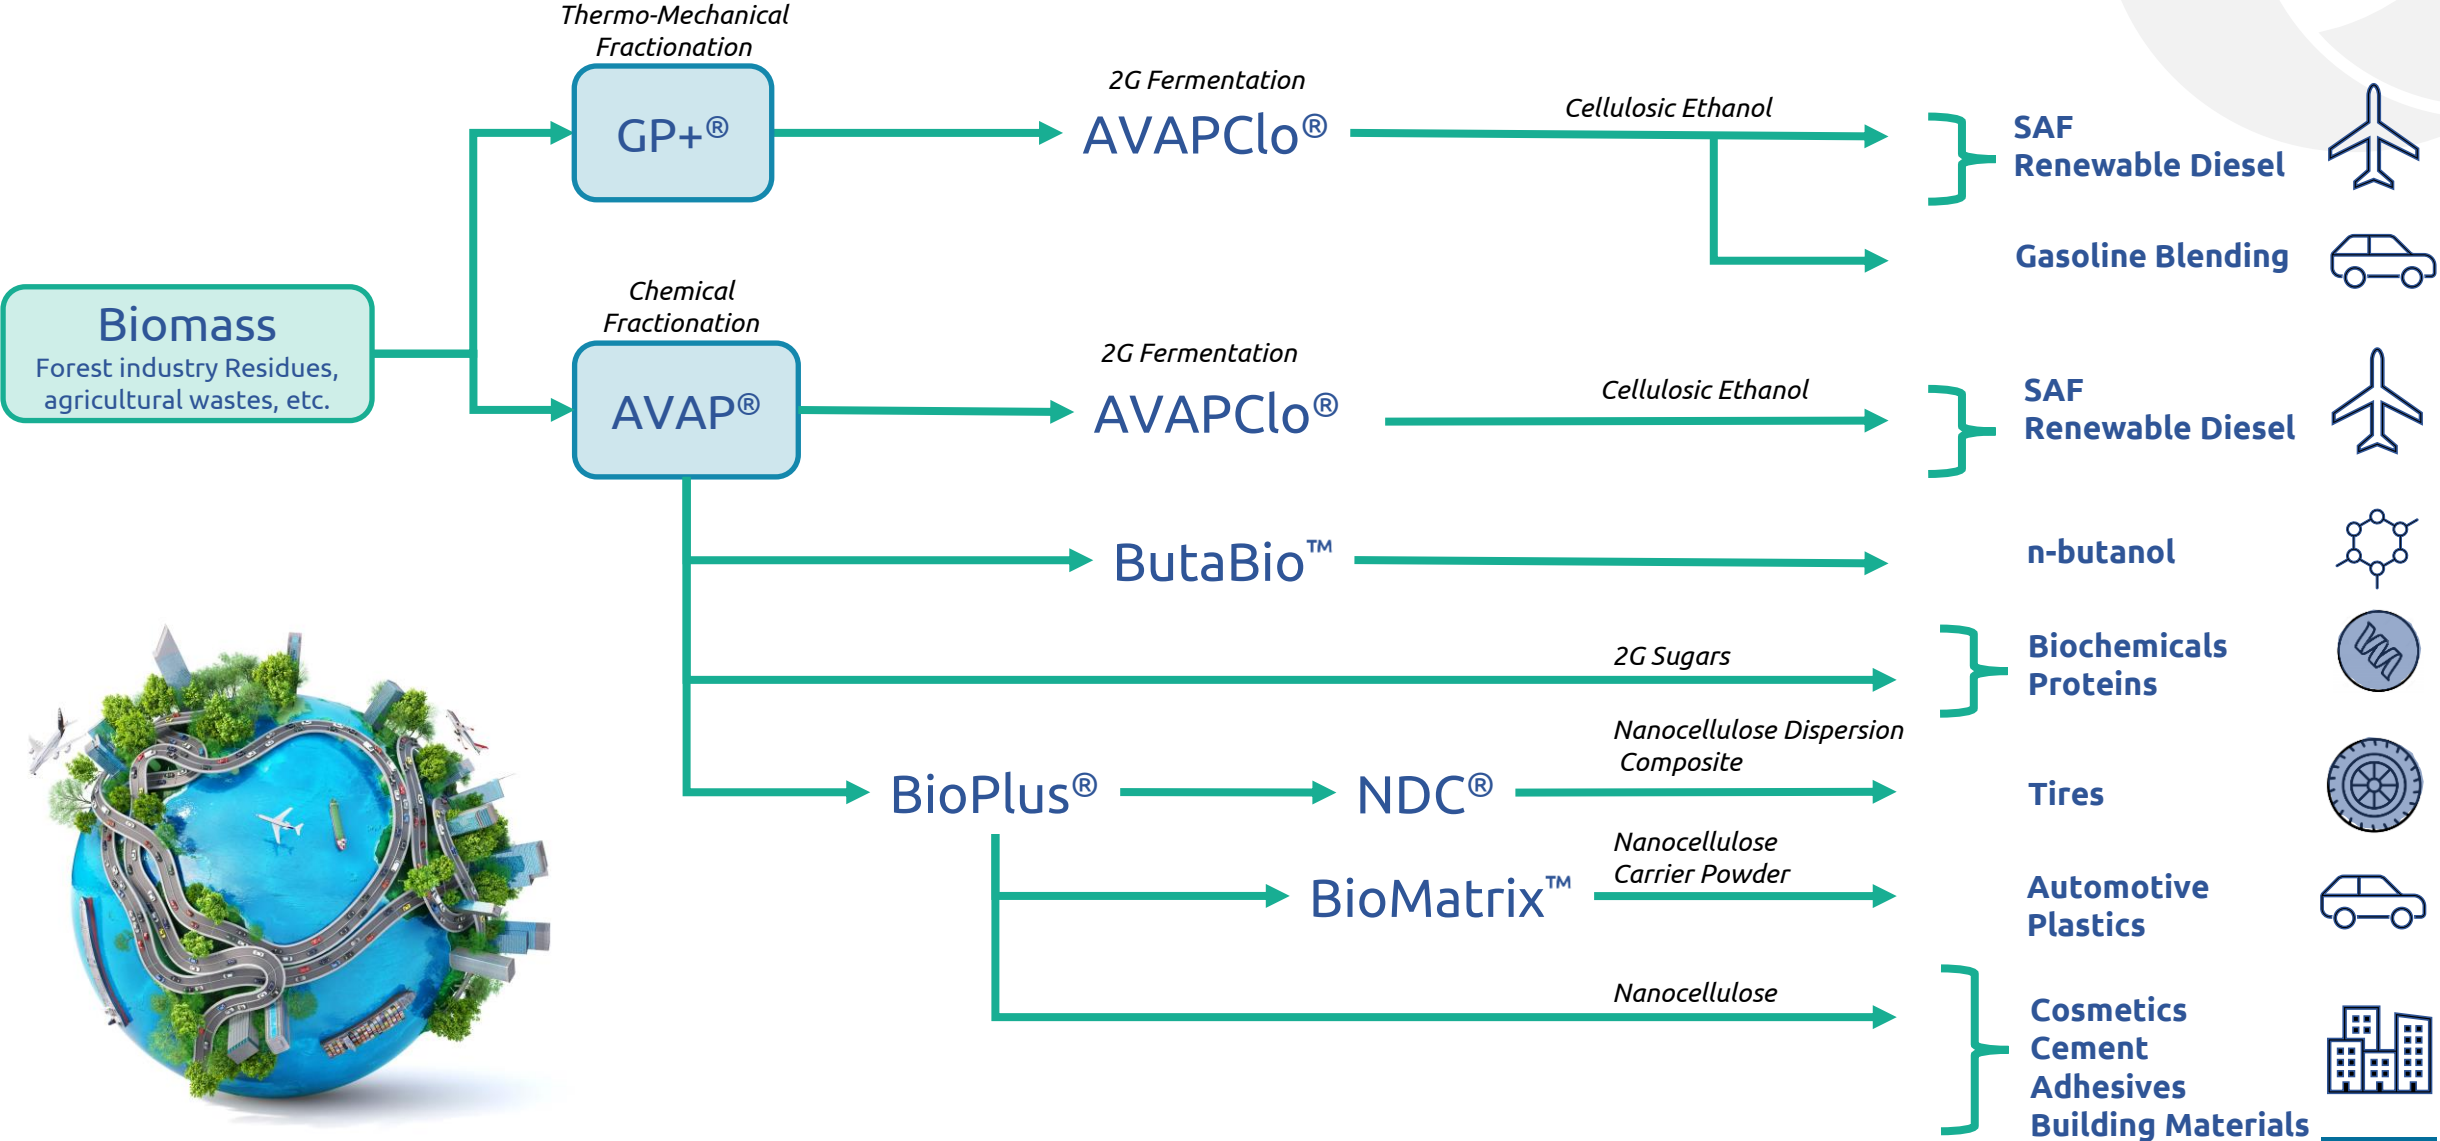 Thermo-Mechanical
Fractionation
GP+®
2G Fermentation
AVAPClo®
Cellosic Ethanol
SAF
Renewable Diesel
Gasoline Blending
Biomass
Forest industry Residues,
agricultural wastes, etc.
Chemical
Fractionation
AVAP®
2G Fermentation
AVAPClo®
Cellulosic Ethanol
SAF
Renewable Diesel
ButaBio™
n-butanol
2G Sugars
Biochemicals
Proteins
BioPlus®
NDC®
Nanocellulose Dispersion
Composite
Tires
BioMatrix™
Nanocellulose
Carrier Powder
Automotive
Plastics
Nanocellulose
Cosmetics
Cement
Adhesives
Building Materials